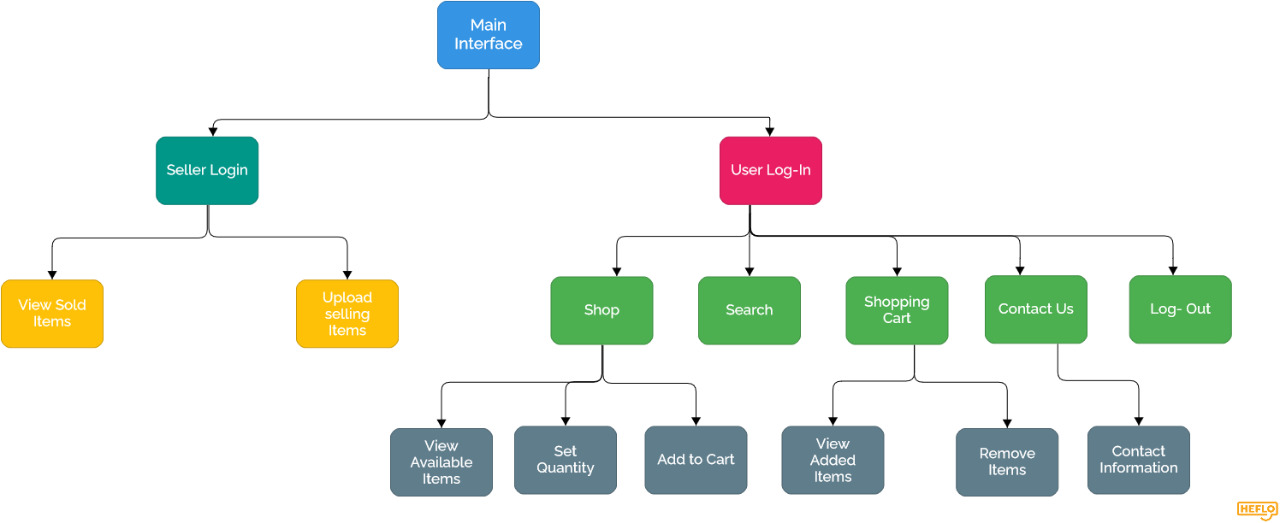 Main
Interface
Seller Login
User Log-In
View Sold
Items
Upload
selling
Items
Shop
Search
Shopping
Cart
Contact Us
Log- Out
View
Available
Items
Set
Quantity
Add to Cart
View
Added
Items
Remove
Items
Contact
Information
HEFLO